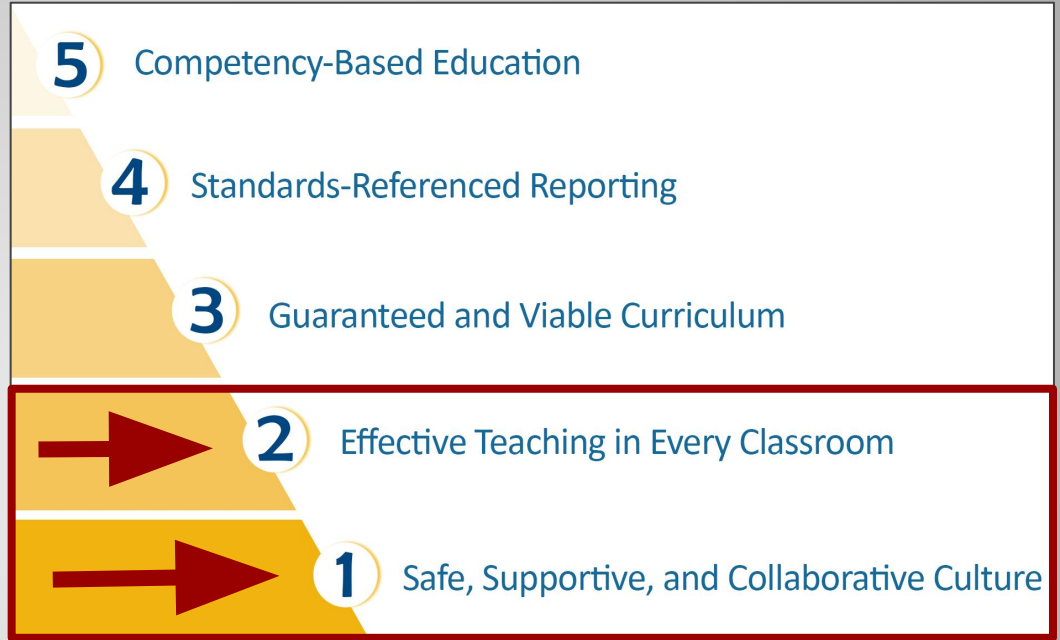 5 Competency-Based Education
4 Standards-Referenced Reporting
3 Guaranteed and Viable Curriculum
2 Effective Teaching in Every Classroom
1 Safe, Supportive, and Collaborative Culture